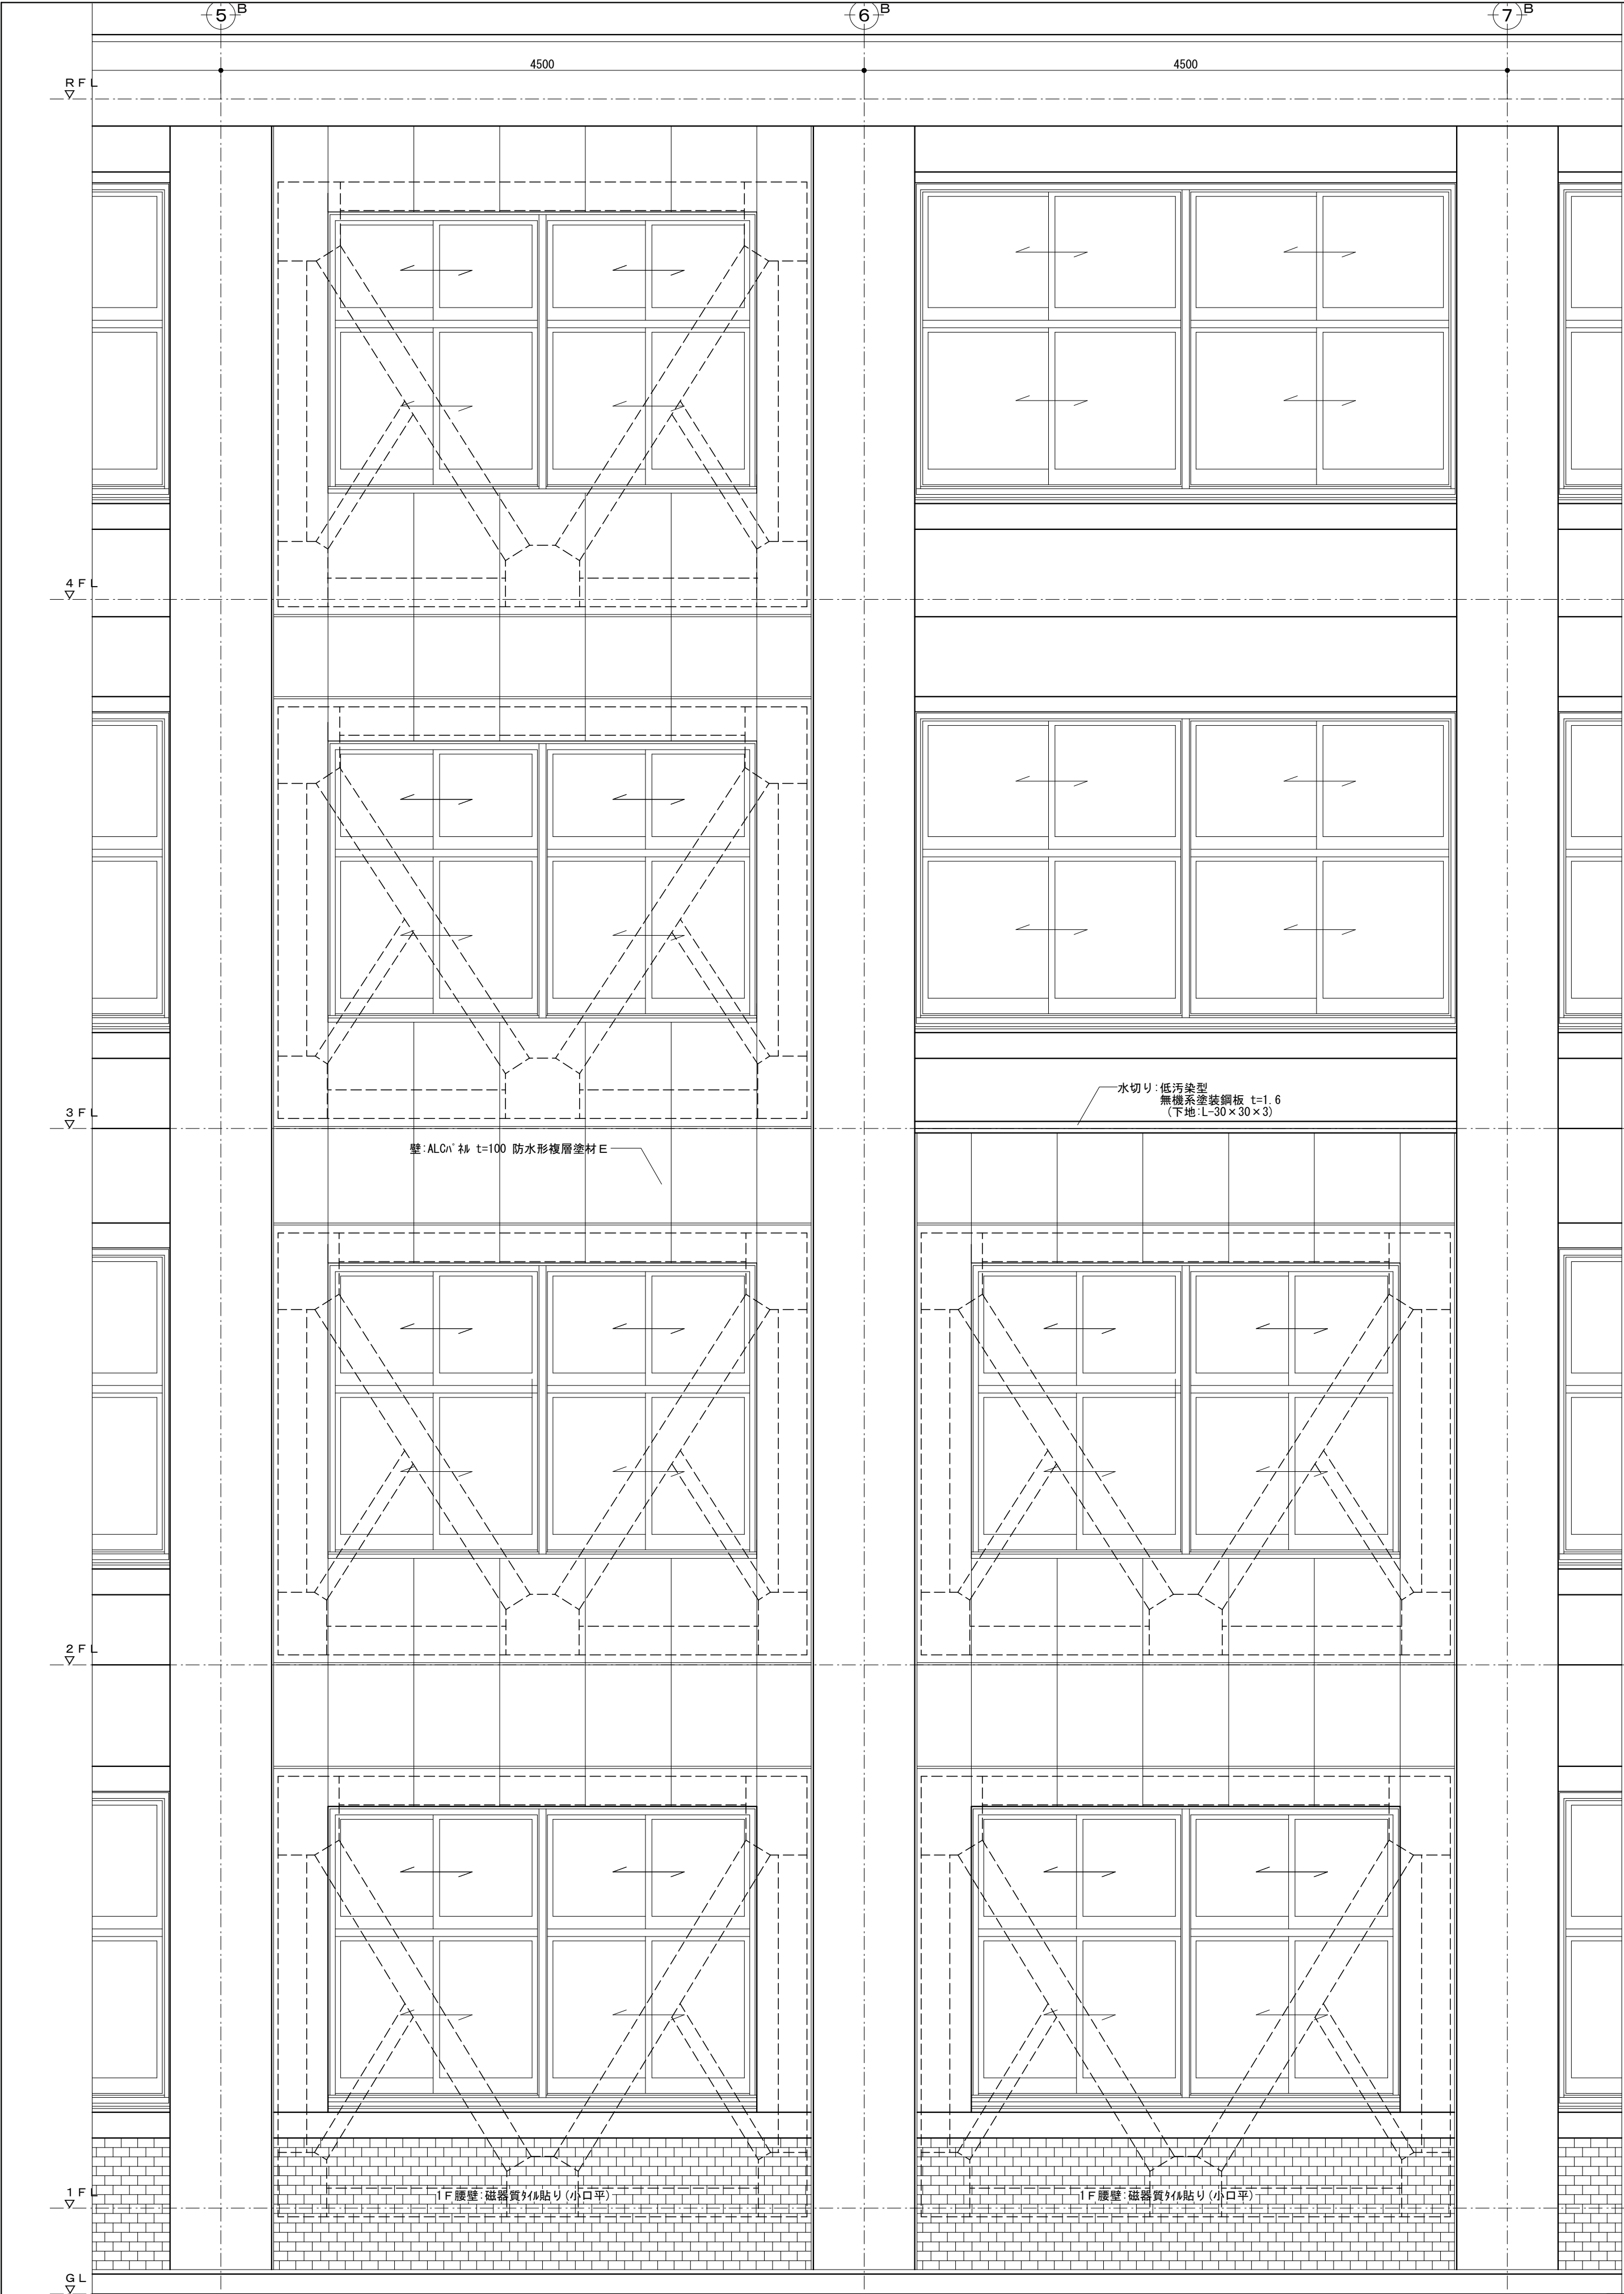 5 B
6 B
7 B
4500
4500
RFL
4FL
3FL
水切り:低汚染型
無機系塗装鋼板 t=1.6
(下地:L-30×30×3)
壁:ALCﾊﾟﾈﾙ t=100 防水形複層塗材E
2FL
1FL
1F腰壁:磁器質ﾀｲﾙ貼り(小口平)
1F腰壁:磁器質ﾀｲﾙ貼り(小口平)
GL